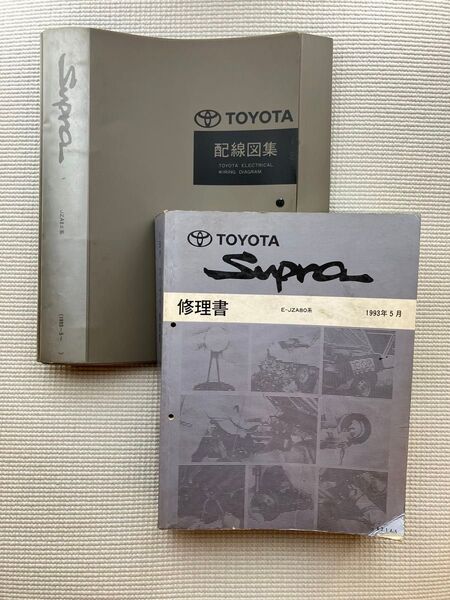 TOYOTA
配線図集
TOYOTA ELECTRICAL
WIRING DIAGRAM
Supra
TOYOTA
Supra
修理書
E-JZA80系
1993年5月